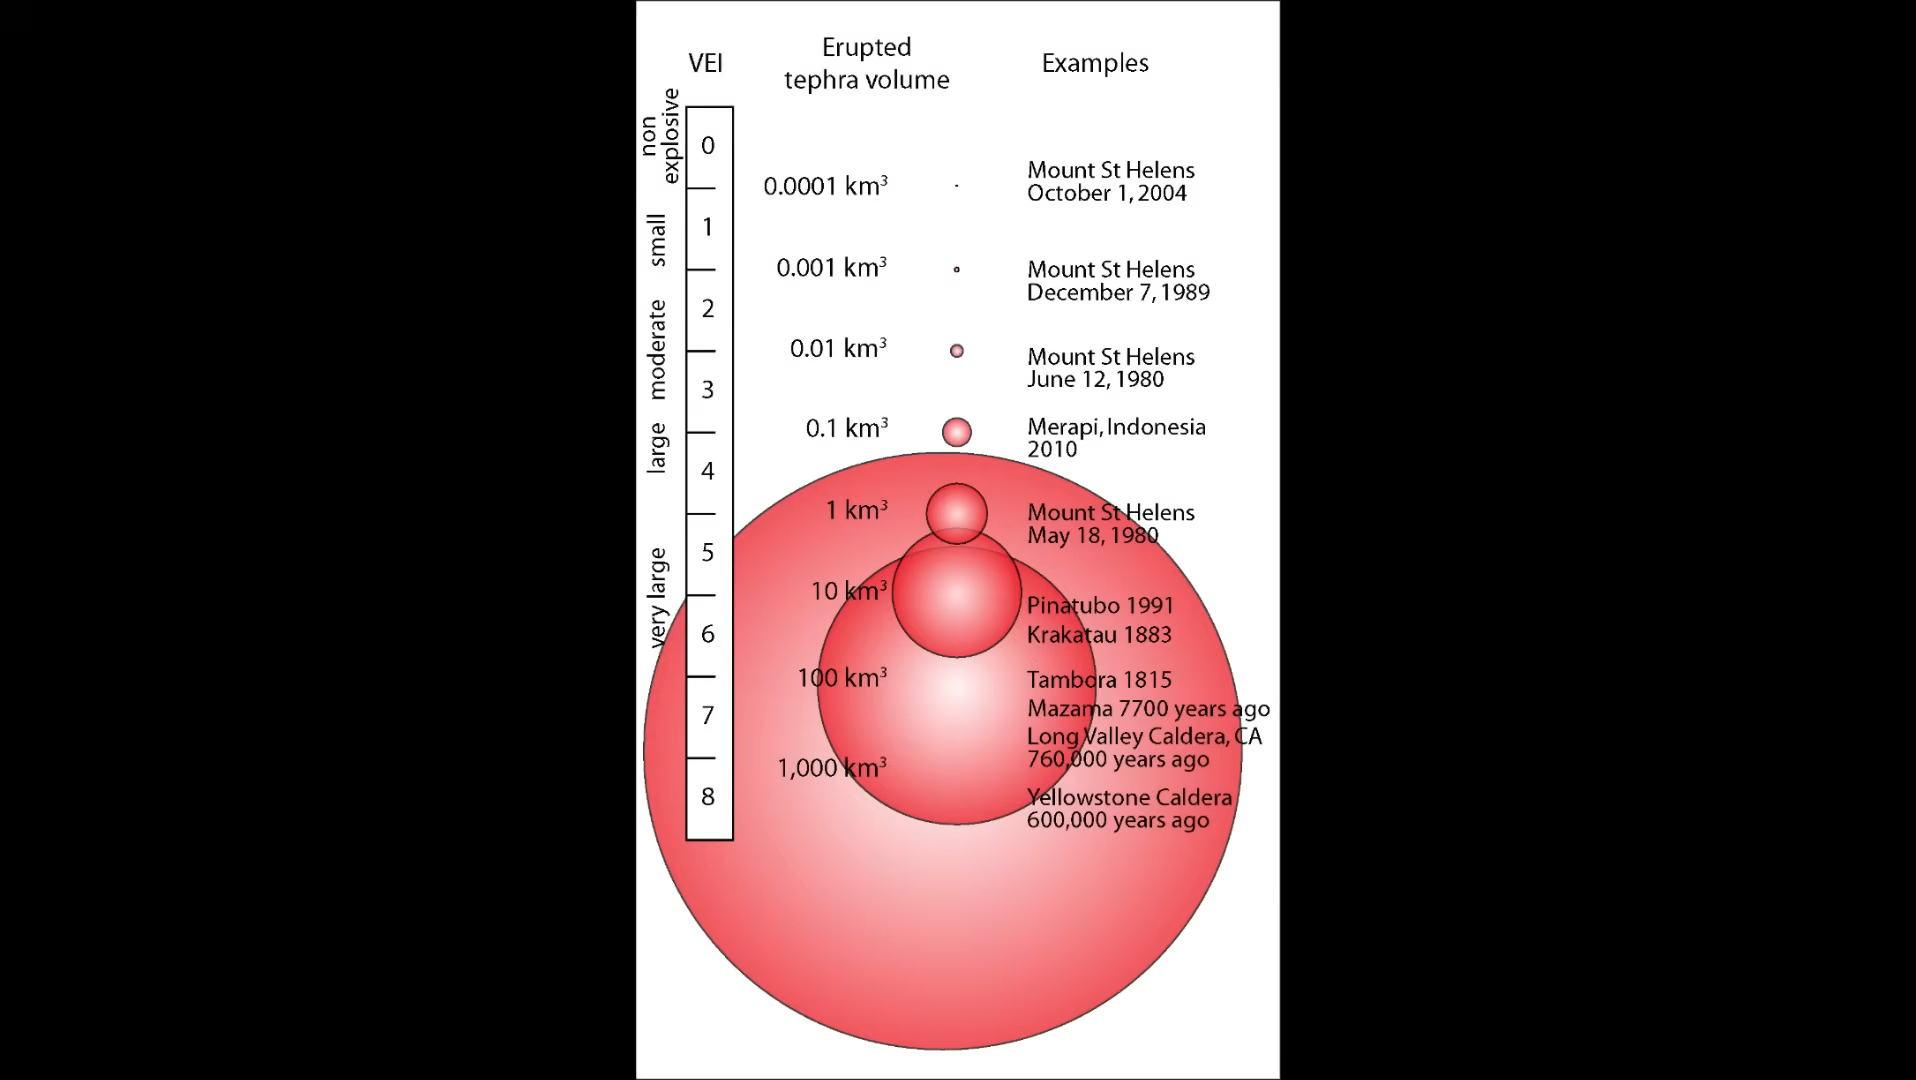 VEI
Erupted
tephra volume
Examples
non
explosive
small
moderate
large
very large
0
1
2
3
4
5
6
7
8
0.0001 km³
0.001 km³
0.01 km³
0.1 km³
1 km³
10 km³
100 km³
1,000 km³
Mount St Helens
October 1, 2004
Mount St Helens
December 7, 1989
Mount St Helens
June 12, 1980
Merapi, Indonesia
2010
Mount St Helens
May 18, 1980
Pinatubo 1991
Krakatau 1883
Tambora 1815
Mazama 7700 years ago
Long Valley Caldera, CA
760,000 years ago
Yellowstone Caldera
600,000 years ago